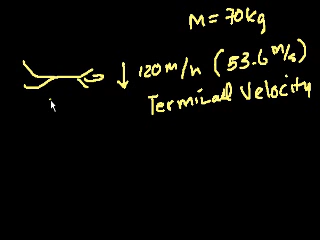 M = 70kg
120 m/h (53.6 m/s)
Terminal Velocity